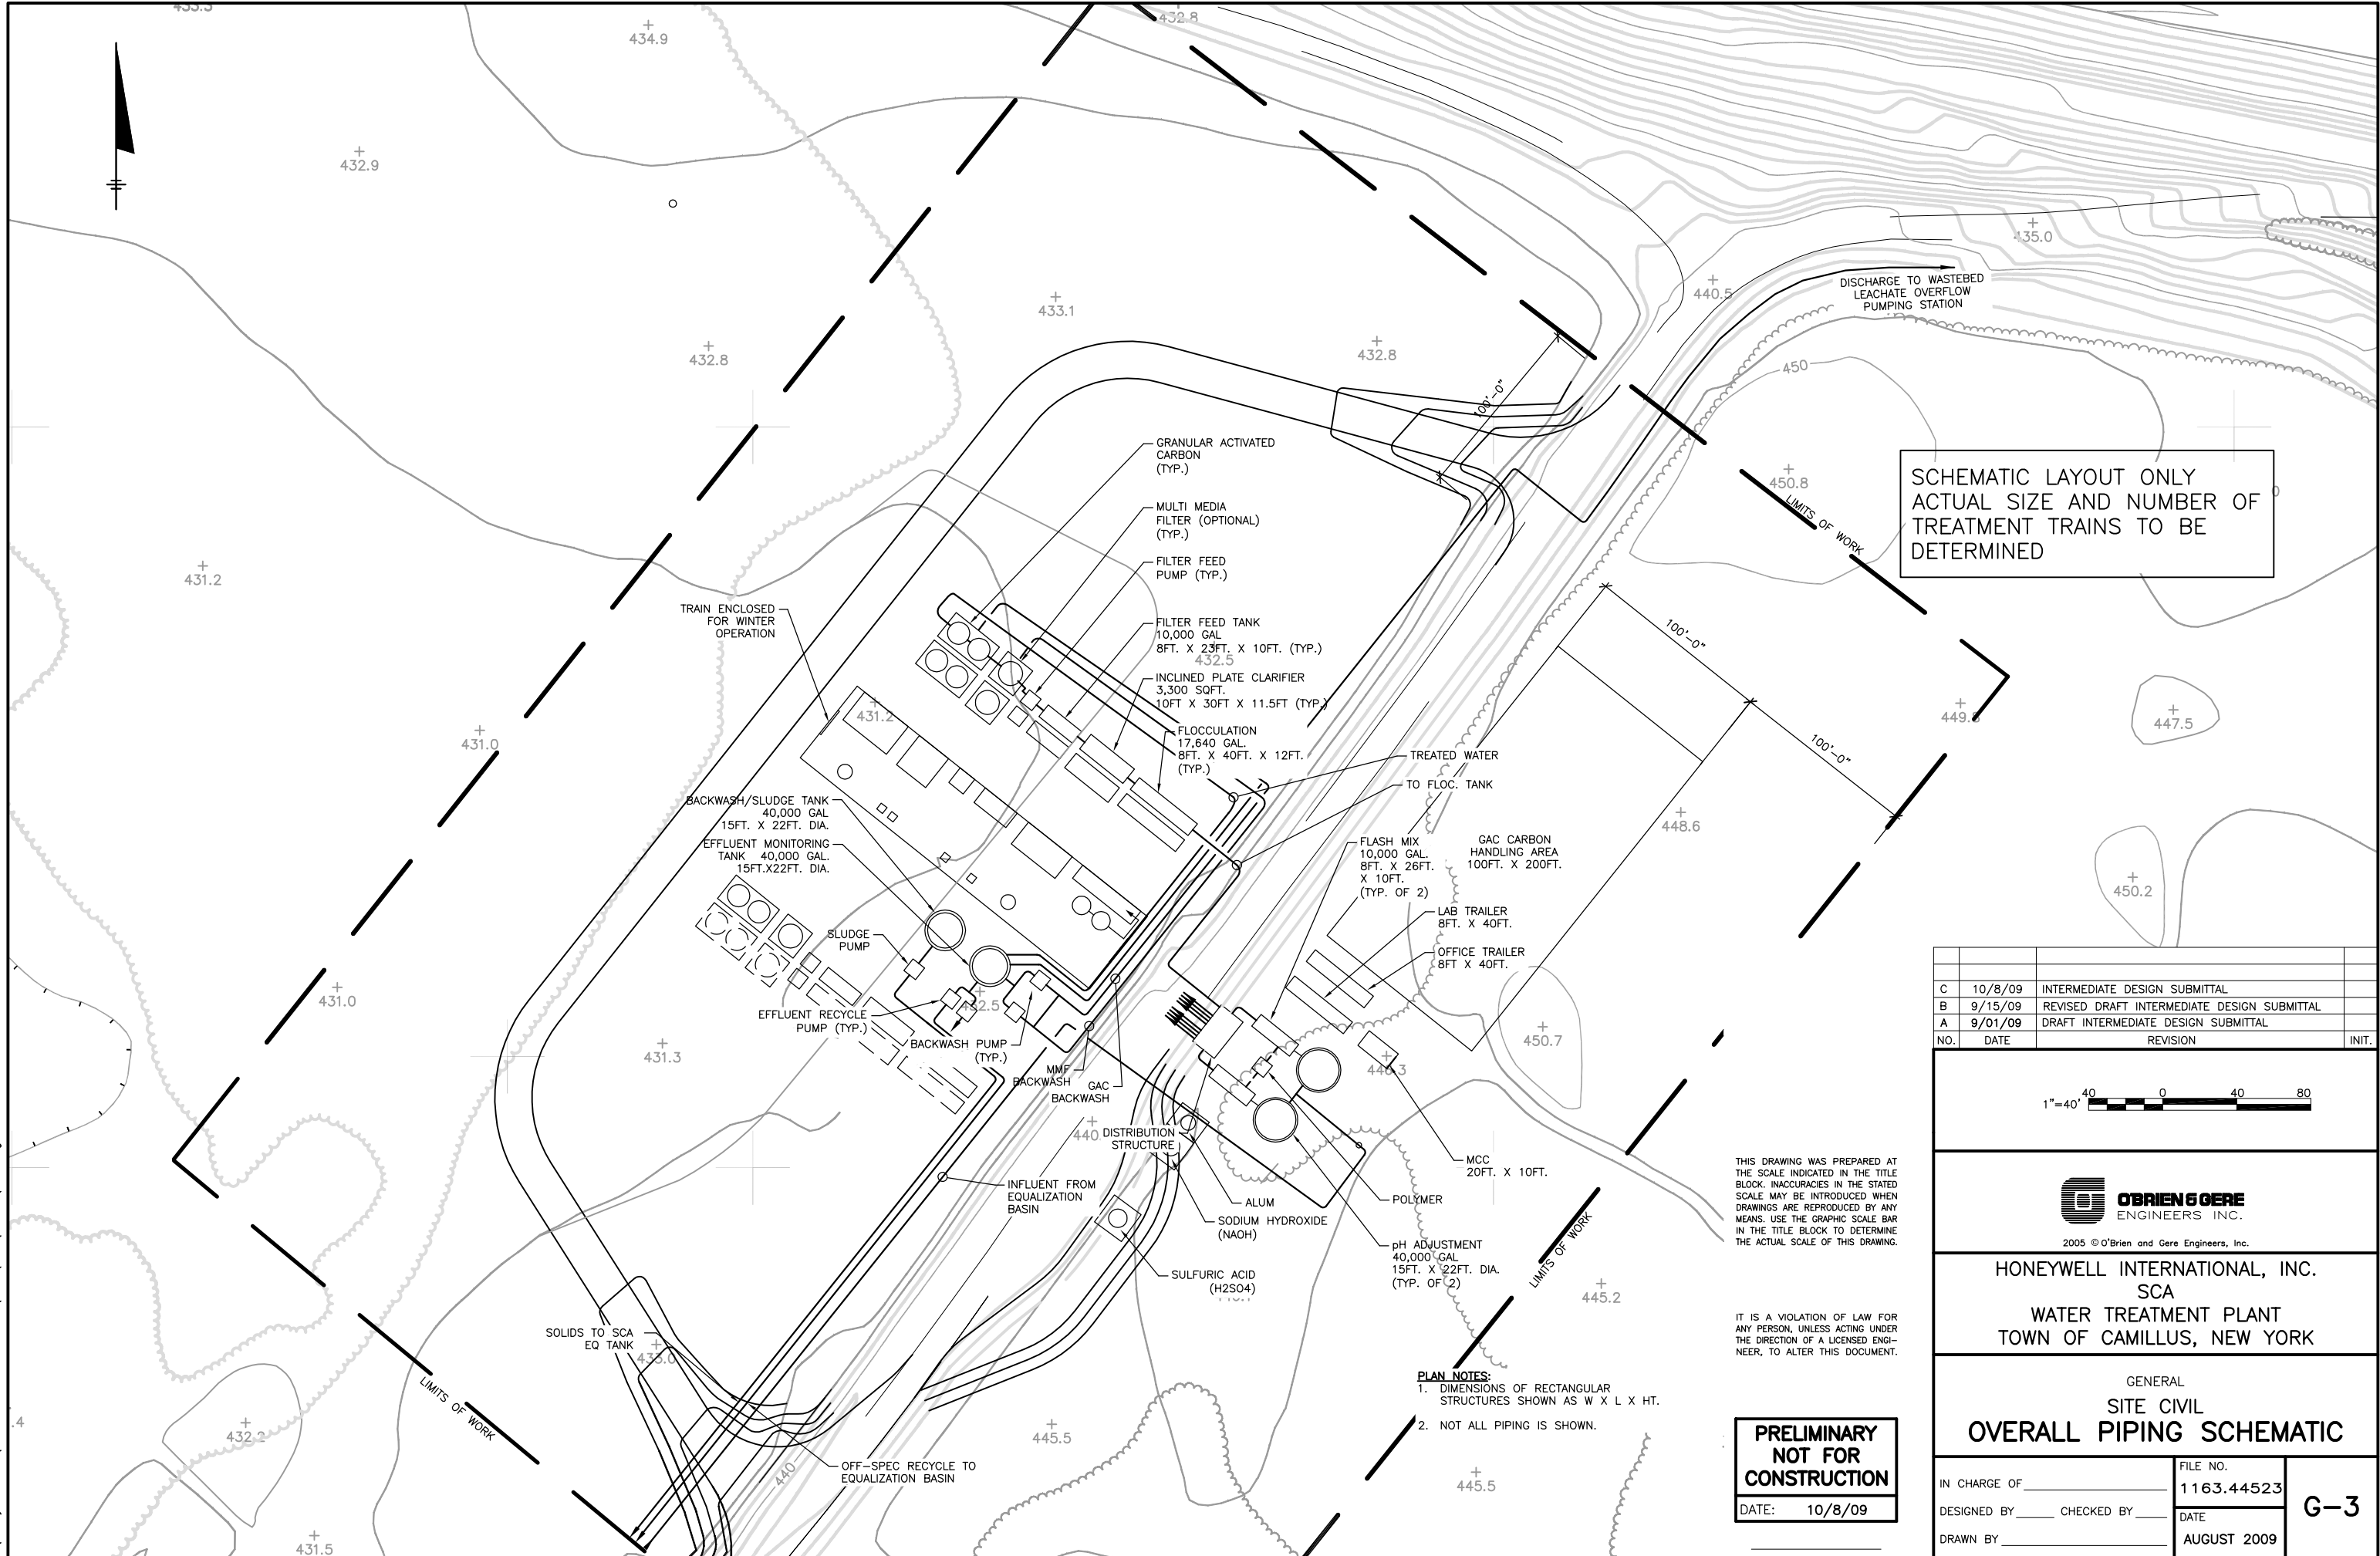 433.3
434.9
432.8
432.9
433.1
432.8
432.8
435.0
440.5
DISCHARGE TO WASTEBED
LEACHATE OVERFLOW
PUMPING STATION
450
100'-0"
450.8
LIMITS OF WORK
SCHEMATIC LAYOUT ONLY
ACTUAL SIZE AND NUMBER OF
TREATMENT TRAINS TO BE
DETERMINED
GRANULAR ACTIVATED
CARBON
(TYP.)
MULTI MEDIA
FILTER (OPTIONAL)
(TYP.)
FILTER FEED
PUMP (TYP.)
431.2
TRAIN ENCLOSED
FOR WINTER
OPERATION
FILTER FEED TANK
10,000 GAL
8FT. X 23FT. X 10FT. (TYP.)
432.5
INCLINED PLATE CLARIFIER
3,300 SQFT.
10FT X 30FT X 11.5FT (TYP.)
100'-0"
100'-0"
431.2
431.0
447.5
FLOCCULATION
17,640 GAL.
8FT. X 40FT. X 12FT.
(TYP.)
TREATED WATER
TO FLOC. TANK
BACKWASH/SLUDGE TANK
40,000 GAL
15FT. X 22FT. DIA.
448.6
EFFLUENT MONITORING
TANK 40,000 GAL.
15FT.X22FT. DIA.
FLASH MIX
10,000 GAL.
8FT. X 26FT.
X 10FT.
(TYP. OF 2)
GAC CARBON
HANDLING AREA
100FT. X 200FT.
450.2
LAB TRAILER
8FT. X 40FT.
SLUDGE
PUMP
OFFICE TRAILER
8FT X 40FT.
431.0
432.5
EFFLUENT RECYCLE
PUMP (TYP.)
BACKWASH PUMP
(TYP.)
431.3
450.7
MMF
BACKWASH
GAC
BACKWASH
440
DISTRIBUTION
STRUCTURE
MCC
20FT. X 10FT.
INFLUENT FROM
EQUALIZATION
BASIN
ALUM
POLYMER
SODIUM HYDROXIDE
(NAOH)
pH ADJUSTMENT
40,000 GAL
15FT. X 22FT. DIA.
(TYP. OF 2)
LIMITS OF WORK
SULFURIC ACID
(H2SO4)
445.2
SOLIDS TO SCA
EQ TANK
LIMITS OF WORK
432.2
445.5
OFF-SPEC RECYCLE TO
EQUALIZATION BASIN
440
445.5
431.5
PLAN NOTES:
1. DIMENSIONS OF RECTANGULAR
STRUCTURES SHOWN AS W X L X HT.
2. NOT ALL PIPING IS SHOWN.
THIS DRAWING WAS PREPARED AT
THE SCALE INDICATED IN THE TITLE
BLOCK. INACCURACIES IN THE STATED
SCALE MAY BE INTRODUCED WHEN
DRAWINGS ARE REPRODUCED BY ANY
MEANS. USE THE GRAPHIC SCALE BAR
IN THE TITLE BLOCK TO DETERMINE
THE ACTUAL SCALE OF THIS DRAWING.
IT IS A VIOLATION OF LAW FOR
ANY PERSON, UNLESS ACTING UNDER
THE DIRECTION OF A LICENSED ENGI-
NEER, TO ALTER THIS DOCUMENT.
PRELIMINARY
NOT FOR
CONSTRUCTION
DATE: 10/8/09
C 10/8/09 INTERMEDIATE DESIGN SUBMITTAL
B 9/15/09 REVISED DRAFT INTERMEDIATE DESIGN SUBMITTAL
A 9/01/09 DRAFT INTERMEDIATE DESIGN SUBMITTAL
NO. DATE REVISION INIT.
1"=40' 40 0 40 80
O'BRIEN & GERE
ENGINEERS INC.
2005 © O'Brien and Gere Engineers, Inc.
HONEYWELL INTERNATIONAL, INC.
SCA
WATER TREATMENT PLANT
TOWN OF CAMILLUS, NEW YORK
GENERAL
SITE CIVIL
OVERALL PIPING SCHEMATIC
IN CHARGE OF
DESIGNED BY CHECKED BY
DRAWN BY
FILE NO.
1163.44523
DATE
AUGUST 2009
G-3